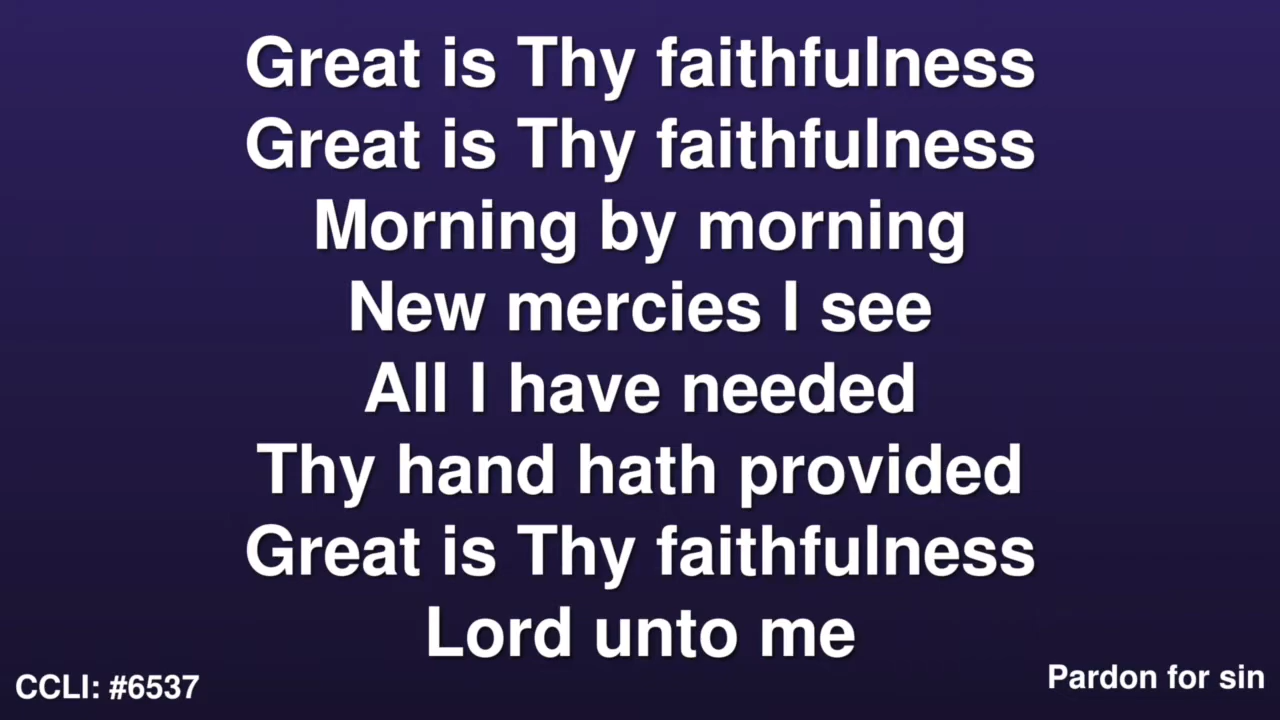 Great is Thy faithfulness
Great is Thy faithfulness
Morning by morning
New mercies I see
All I have needed
Thy hand hath provided
Great is Thy faithfulness
Lord unto me
CCLI: #6537
Pardon for sin